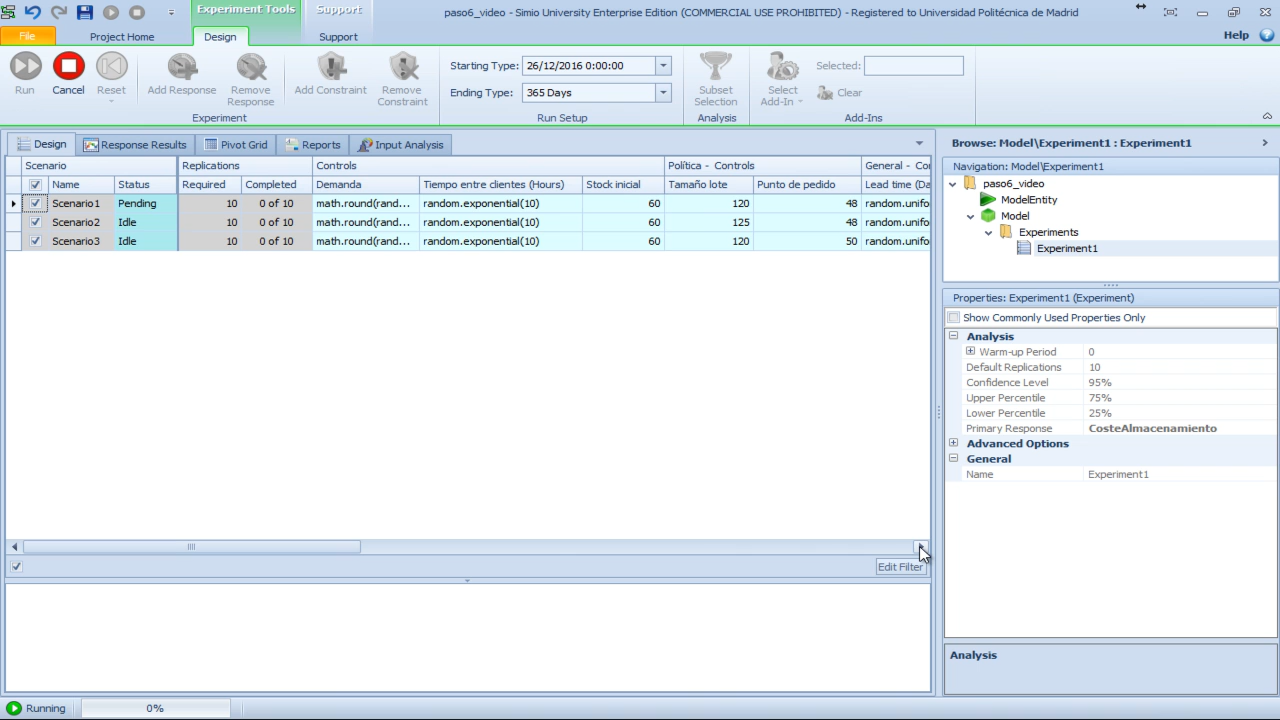 Experiment Tools
Support
paso6_video - Simio University Enterprise Edition (COMMERCIAL USE PROHIBITED) - Registered to Universidad Politécnica de Madrid
File
Project Home
Design
Support
Help
Run
Cancel
Reset
Add Response
Remove Response
Add Constraint
Remove Constraint
Experiment
Starting Type: 26/12/2016 0:00:00
Ending Type: 365 Days
Run Setup
Subset Selection
Analysis
Select Add-In
Selected:
Clear
Add-Ins
Design
Response Results
Pivot Grid
Reports
Input Analysis
Scenario Replications Controls Política - Controls General - Co
Name Status Required Completed Demanda Tiempo entre clientes (Hours) Stock inicial Tamaño lote Punto de pedido Lead time (Da
Scenario1 Pending 10 0 of 10 math.round(rand... random.exponential(10) 60 120 48 random.unifo
Scenario2 Idle 10 0 of 10 math.round(rand... random.exponential(10) 60 125 48 random.unifo
Scenario3 Idle 10 0 of 10 math.round(rand... random.exponential(10) 60 120 50 random.unifo
Edit Filter
Browse: Model\Experiment1 : Experiment1
Navigation: Model\Experiment1
paso6_video
ModelEntity
Model
Experiments
Experiment1
Properties: Experiment1 (Experiment)
Show Commonly Used Properties Only
Analysis
Warm-up Period 0
Default Replications 10
Confidence Level 95%
Upper Percentile 75%
Lower Percentile 25%
Primary Response CosteAlmacenamiento
Advanced Options
General
Name Experiment1
Analysis
Running 0%